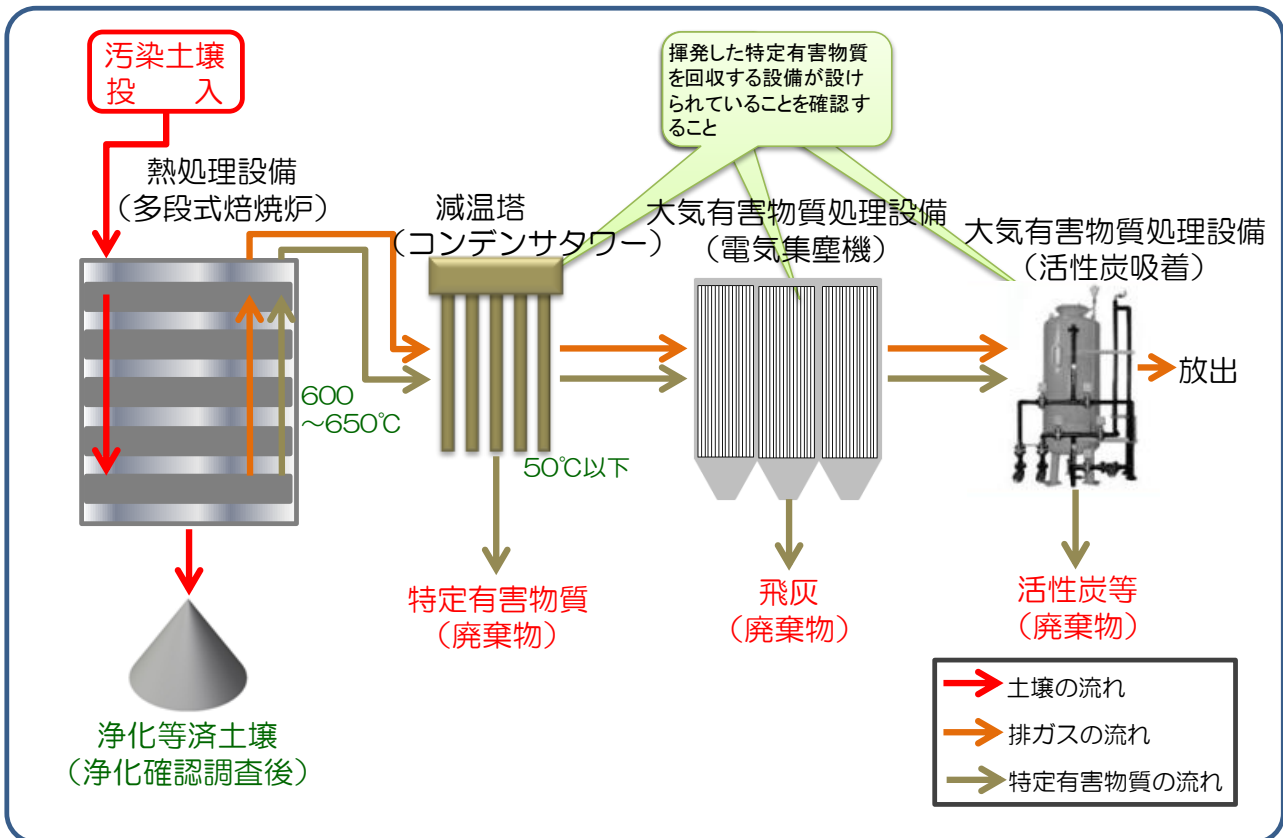 汚染土壌
投　　入
揮発した特定有害物質
を回収する設備が設け
られていることを確認す
ること
熱処理設備
（多段式焙焼炉）
減温塔
（コンデンサタワー）
大気有害物質処理設備
（電気集塵機）
大気有害物質処理設備
（活性炭吸着）
600
～650℃
50℃以下
放出
特定有害物質
（廃棄物）
飛灰
（廃棄物）
活性炭等
（廃棄物）
浄化等済土壌
（浄化確認調査後）
土壌の流れ
排ガスの流れ
特定有害物質の流れ